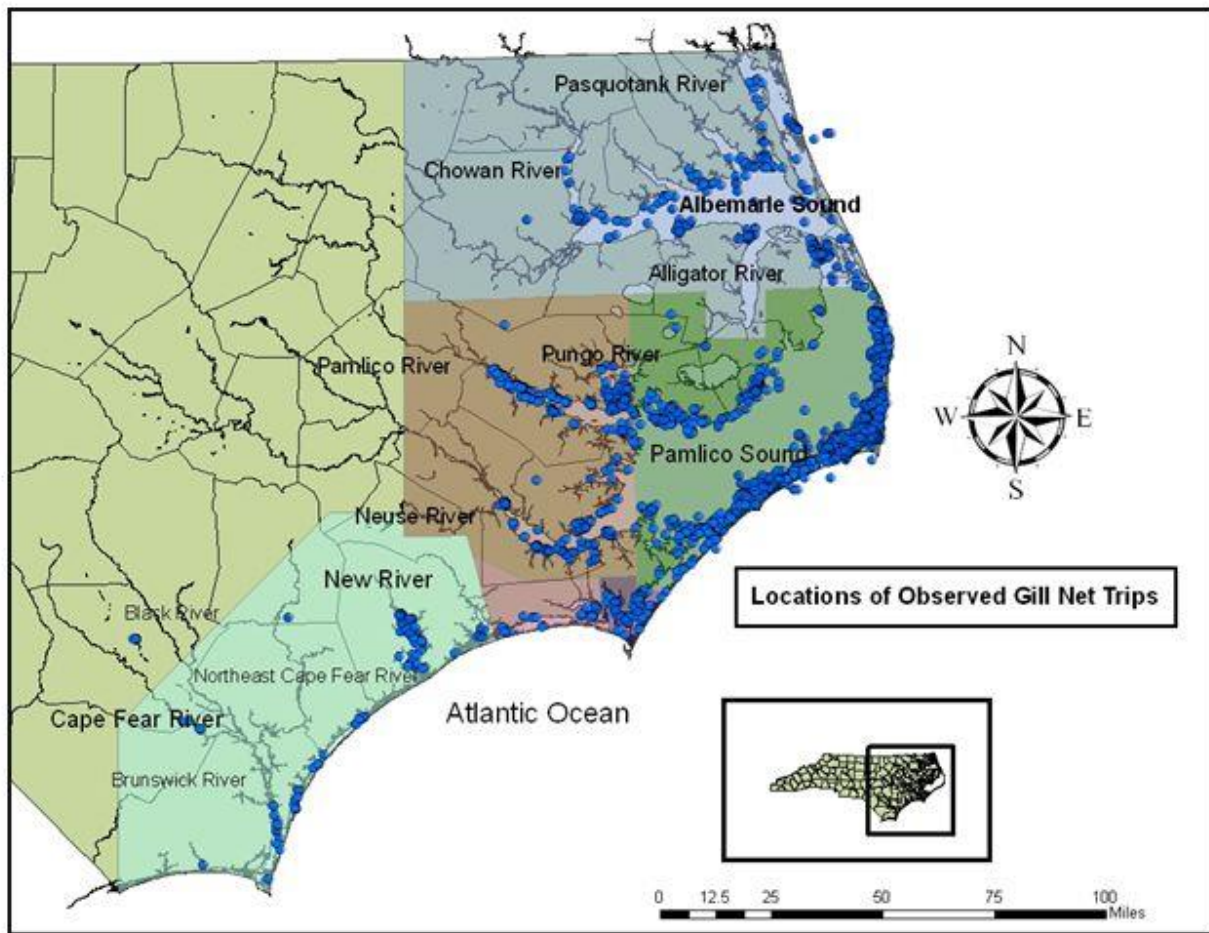 Pasquotank River
Chowan River
Albemarle Sound
Alligator River
Pamlico River
Pungo River
Pamlico Sound
Neuse River
New River
Black River
Northeast Cape Fear River
Cape Fear River
Brunswick River
Atlantic Ocean
N
W
E
S
Locations of Observed Gill Net Trips
0 12.5 25 50 75 100
Miles